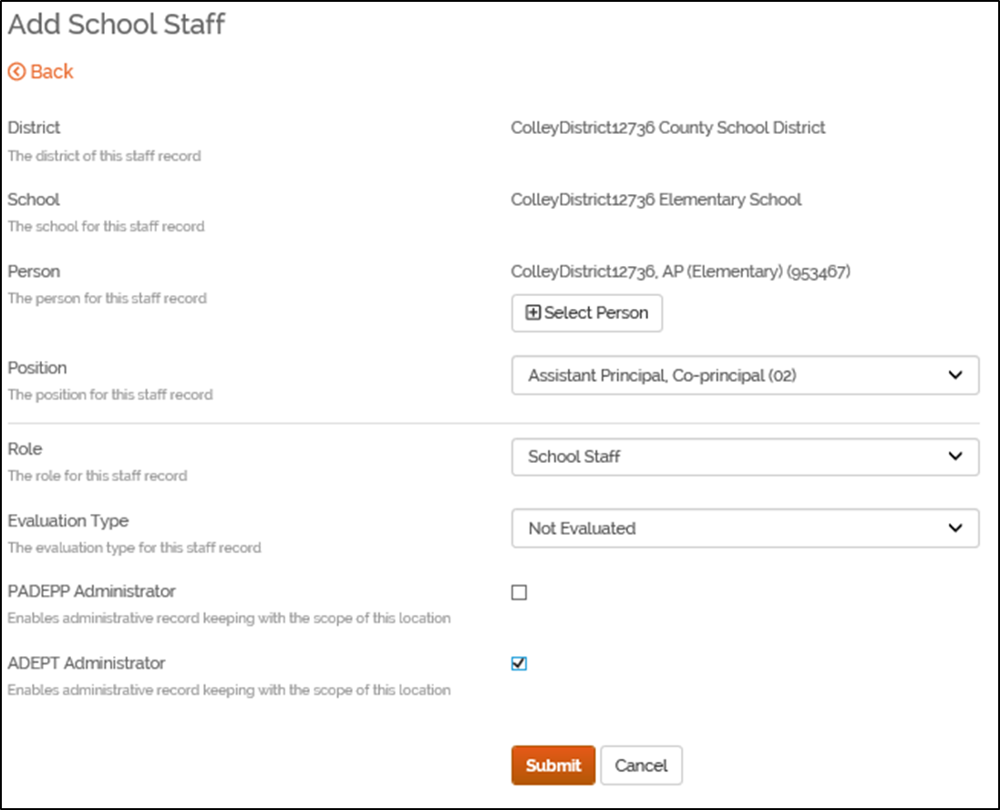 Add School Staff
Back
District
ColleyDistrict12736 County School District
The district of this staff record
School
ColleyDistrict12736 Elementary School
The school for this staff record
Person
ColleyDistrict12736, AP (Elementary) (953467)
The person for this staff record
Select Person
Position
Assistant Principal, Co-principal (02)
The position for this staff record
Role
School Staff
The role for this staff record
Evaluation Type
Not Evaluated
The evaluation type for this staff record
PADEPP Administrator
Enables administrative record keeping with the scope of this location
ADEPT Administrator
Enables administrative record keeping with the scope of this location
Submit
Cancel